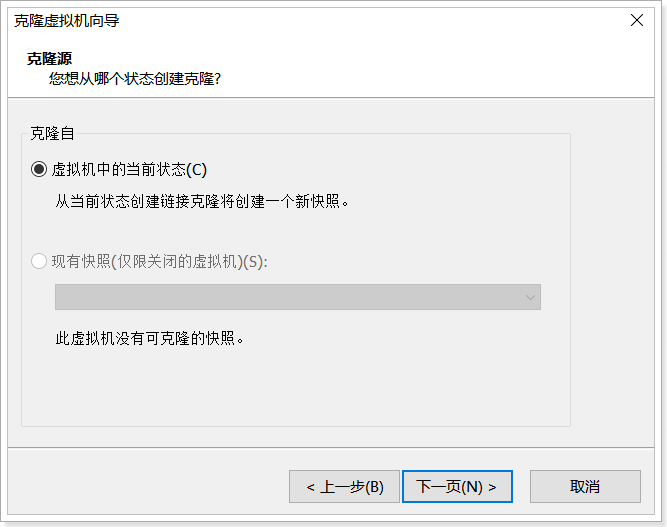 克隆虚拟机向导
克隆源
您想从哪个状态创建克隆?
克隆自
虚拟机中的当前状态(C)
从当前状态创建链接克隆将创建一个新快照。
现有快照(仅限关闭的虚拟机)(S):
此虚拟机没有可克隆的快照。
< 上一步(B) 下一页(N) > 取消